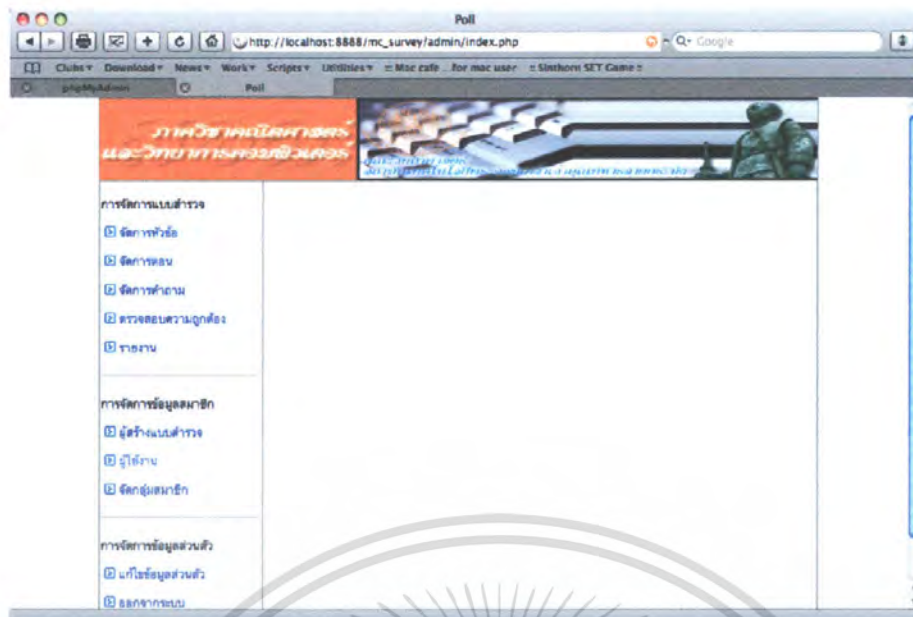 Poll
http://localhost:8888/mc_survey/admin/index.php
Google
Clubs Download News Work Scripts Utilities :: Mac cafe .. for mac user :: Sinthorn SET Game ::
phpMyAdmin Poll
ภาควิชาคณิตศาสตร์
และวิทยาการคอมพิวเตอร์
การจัดการแบบสำรวจ
จัดการหัวข้อ
จัดการตอน
จัดการคำถาม
ตรวจสอบความถูกต้อง
รายงาน
การจัดการข้อมูลสมาชิก
ผู้สร้างแบบสำรวจ
ผู้ใช้งาน
จัดกลุ่มสมาชิก
การจัดการข้อมูลส่วนตัว
แก้ไขข้อมูลส่วนตัว
ออกจากระบบ